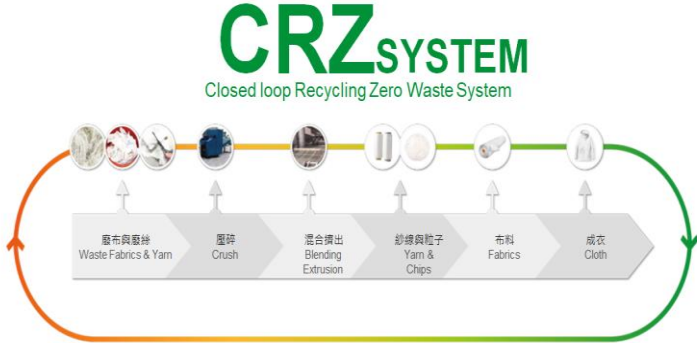 CRZ SYSTEM
Closed loop Recycling Zero Waste System
廢布與廢絲
Waste Fabrics & Yarn
壓碎
Crush
混合擠出
Blending
Extrusion
紗線與粒子
Yarn &
Chips
布料
Fabrics
成衣
Cloth